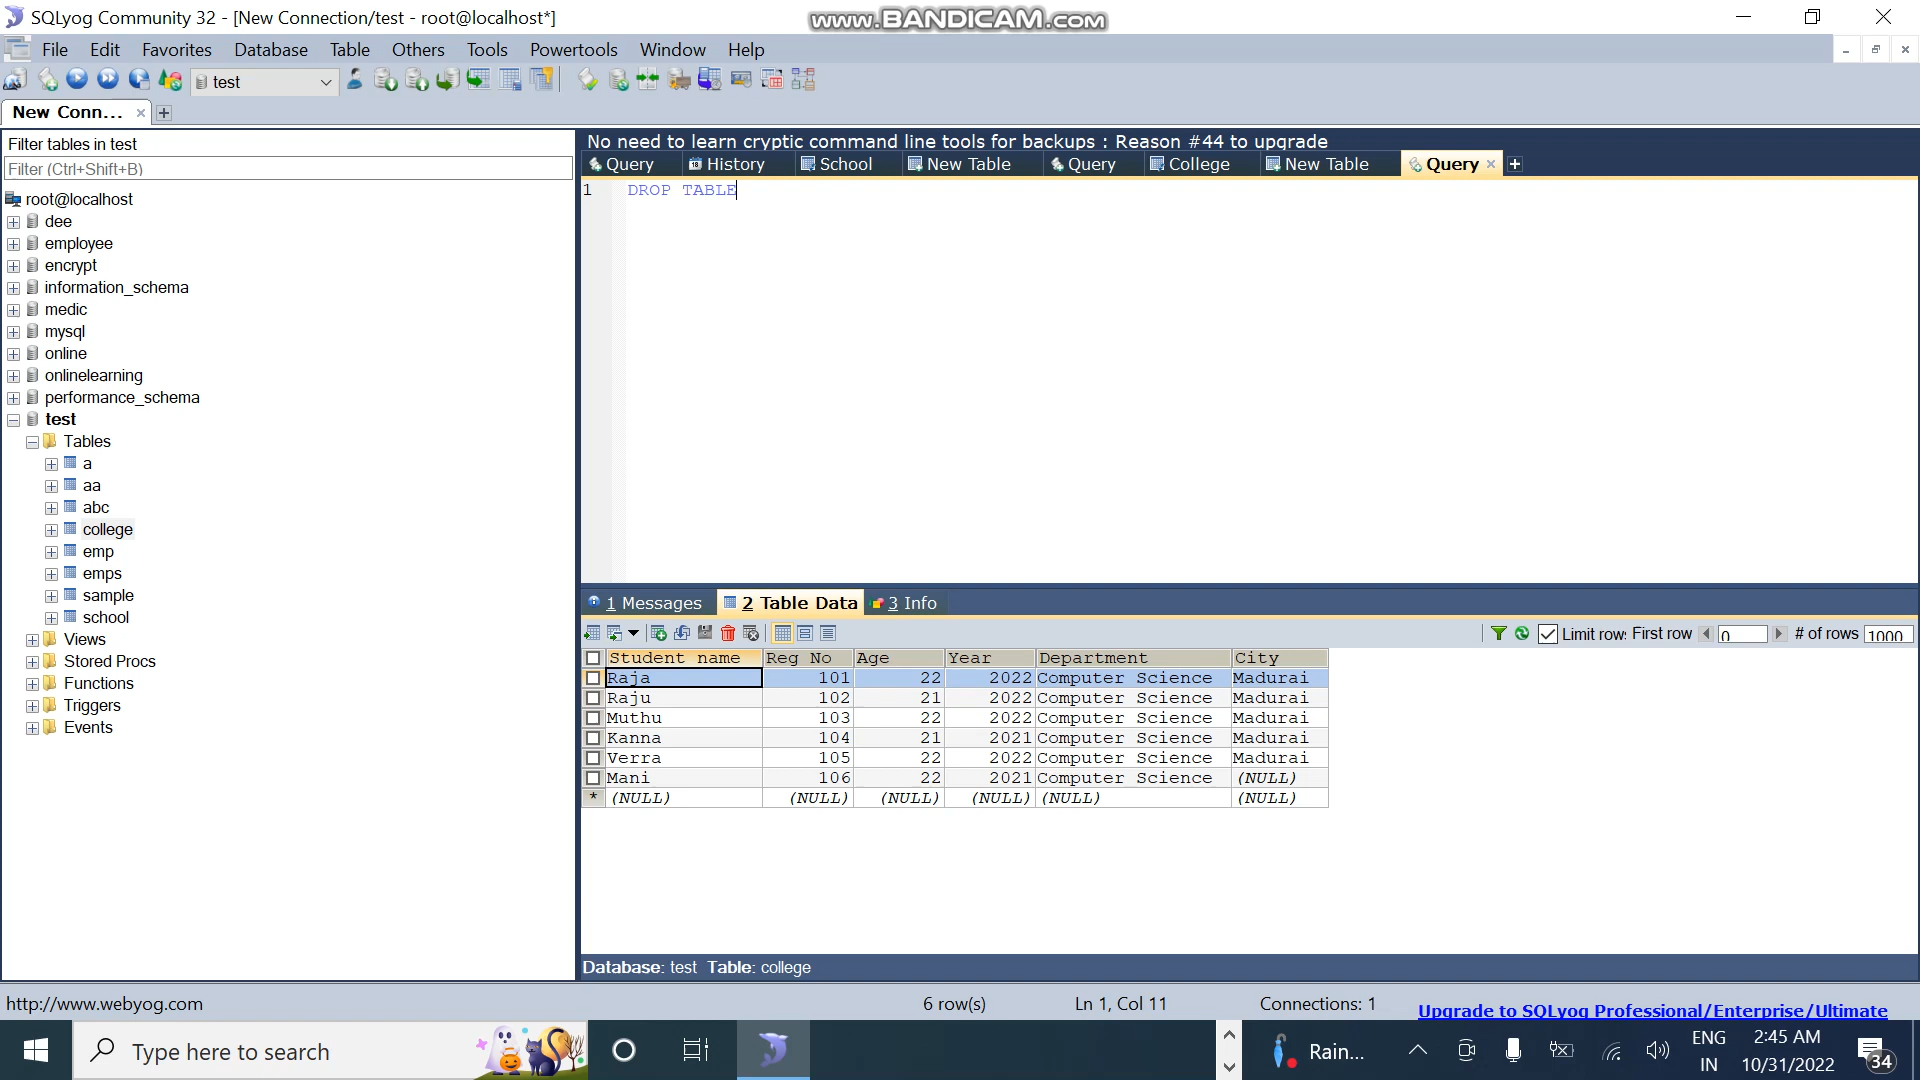 SQLyog Community 32 - [New Connection/test - root@localhost*]
www.BANDICAM.com
File Edit Favorites Database Table Others Tools Powertools Window Help
test
New Conn...
Filter tables in test
Filter (Ctrl+Shift+B)
root@localhost
dee
employee
encrypt
information_schema
medic
mysql
online
onlinelearning
performance_schema
test
Tables
a
aa
abc
college
emp
emps
sample
school
Views
Stored Procs
Functions
Triggers
Events
No need to learn cryptic command line tools for backups : Reason #44 to upgrade
Query History School New Table Query College New Table Query
1 DROP TABLE
1 Messages 2 Table Data 3 Info
Limit row: First row 0 # of rows 1000
Student name Reg No Age Year Department City
Raja 101 22 2022 Computer Science Madurai
Raju 102 21 2022 Computer Science Madurai
Muthu 103 22 2022 Computer Science Madurai
Kanna 104 21 2021 Computer Science Madurai
Verra 105 22 2022 Computer Science Madurai
Mani 106 22 2021 Computer Science (NULL)
* (NULL) (NULL) (NULL) (NULL) (NULL) (NULL)
Database: test Table: college
http://www.webyog.com 6 row(s) Ln 1, Col 11 Connections: 1 Upgrade to SQLyog Professional/Enterprise/Ultimate
Type here to search
Rain...
ENG
IN
2:45 AM
10/31/2022
34